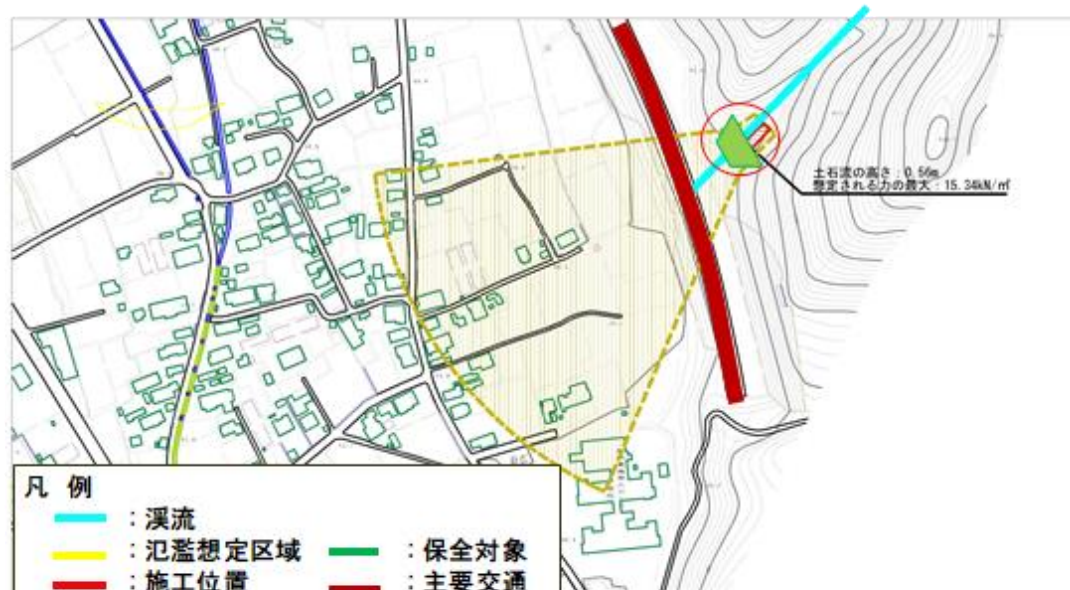 土石流の高さ：0.56m
想定される力の最大：15.34kN/㎡
凡 例
：渓流
：氾濫想定区域 ：保全対象
：施工位置 ：主要交通